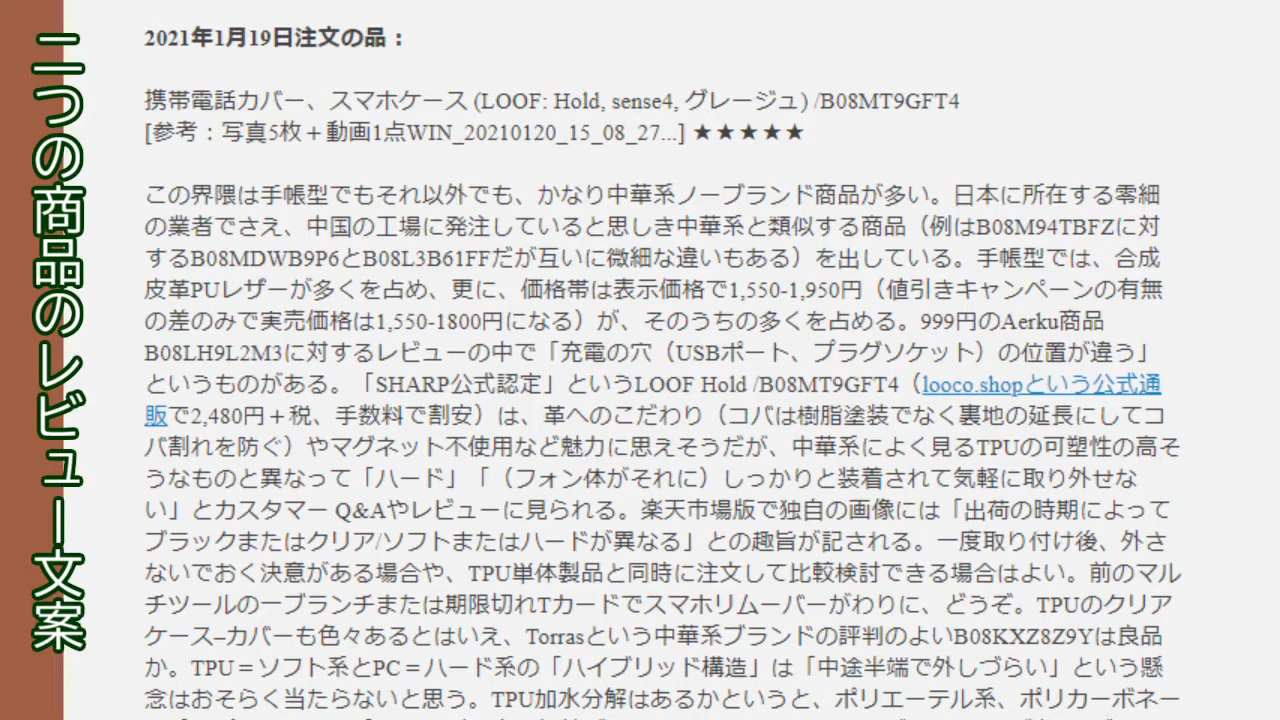 二つの商品のレビュー文案
2021年1月19日注文の品：
携帯電話カバー、スマホケース (LOOF: Hold, sense4, グレージュ) /B08MT9GFT4
[参考：写真5枚＋動画1点WIN_20210120_15_08_27...] ★★★★★
この界隈は手帳型でもそれ以外でも、かなり中華系ノーブランド商品が多い。日本に所在する零細
の業者でさえ、中国の工場に発注していると思しき中華系と類似する商品（例はB08M94TBFZに対
するB08MDWB9P6とB08L3B61FFだが互いに微細な違いもある）を出している。手帳型では、合成
皮革PUレザーが多くを占め、更に、価格帯は表示価格で1,550-1,950円（値引きキャンペーンの有無
の差のみで実売価格は1,550-1800円になる）が、そのうちの多くを占める。999円のAerku商品
B08LH9L2M3に対するレビューの中で「充電の穴（USBポート、プラグソケット）の位置が違う」
というものがある。「SHARP公式認定」というLOOF Hold /B08MT9GFT4（looco.shopという公式通
販で2,480円＋税、手数料で割安）は、革へのこだわり（コバは樹脂塗装でなく裏地の延長にしてコ
バ割れを防ぐ）やマグネット不使用など魅力に思えそうだが、中華系によく見るTPUの可塑性の高そ
うなものと異なって「ハード」「（フォン体がそれに）しっかりと装着されて気軽に取り外せな
い」とカスタマー Q&Aやレビューに見られる。楽天市場版で独自の画像には「出荷の時期によって
ブラックまたはクリア/ソフトまたはハードが異なる」との趣旨が記される。一度取り付け後、外さ
ないでおく決意がある場合や、TPU単体製品と同時に注文して比較検討できる場合はよい。前のマル
チツールの一ブランチまたは期限切れTカードでスマホリムーバーがわりに、どうぞ。TPUのクリア
ケース–カバーも色々あるとはいえ、Torrasという中華系ブランドの評判のよいB08KXZ8Z9Yは良品
か。TPU＝ソフト系とPC＝ハード系の「ハイブリッド構造」は「中途半端で外しづらい」という懸
念はおそらく当たらないと思う。TPU加水分解はあるかというと、ポリエーテル系、ポリカーボネー